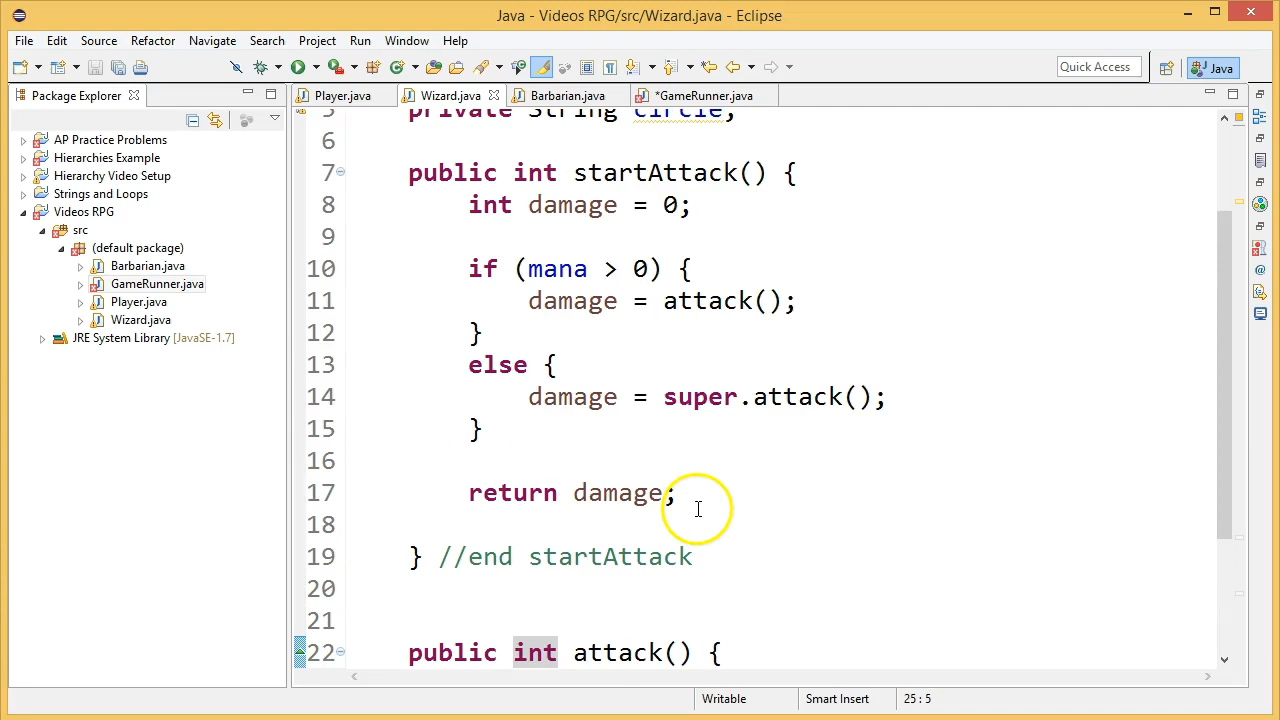 Java - Videos RPG/src/Wizard.java - Eclipse
File Edit Source Refactor Navigate Search Project Run Window Help
Quick Access Java
Package Explorer
Player.java Wizard.java Barbarian.java *GameRunner.java
AP Practice Problems
Hierarchies Example
Hierarchy Video Setup
Strings and Loops
Videos RPG
src
(default package)
Barbarian.java
GameRunner.java
Player.java
Wizard.java
JRE System Library [JavaSE-1.7]
5 private String circle;
6
7 public int startAttack() {
8 int damage = 0;
9
10 if (mana > 0) {
11 damage = attack();
12 }
13 else {
14 damage = super.attack();
15 }
16
17 return damage;
18
19 } //end startAttack
20
21
22 public int attack() {
Writable Smart Insert 25 : 5